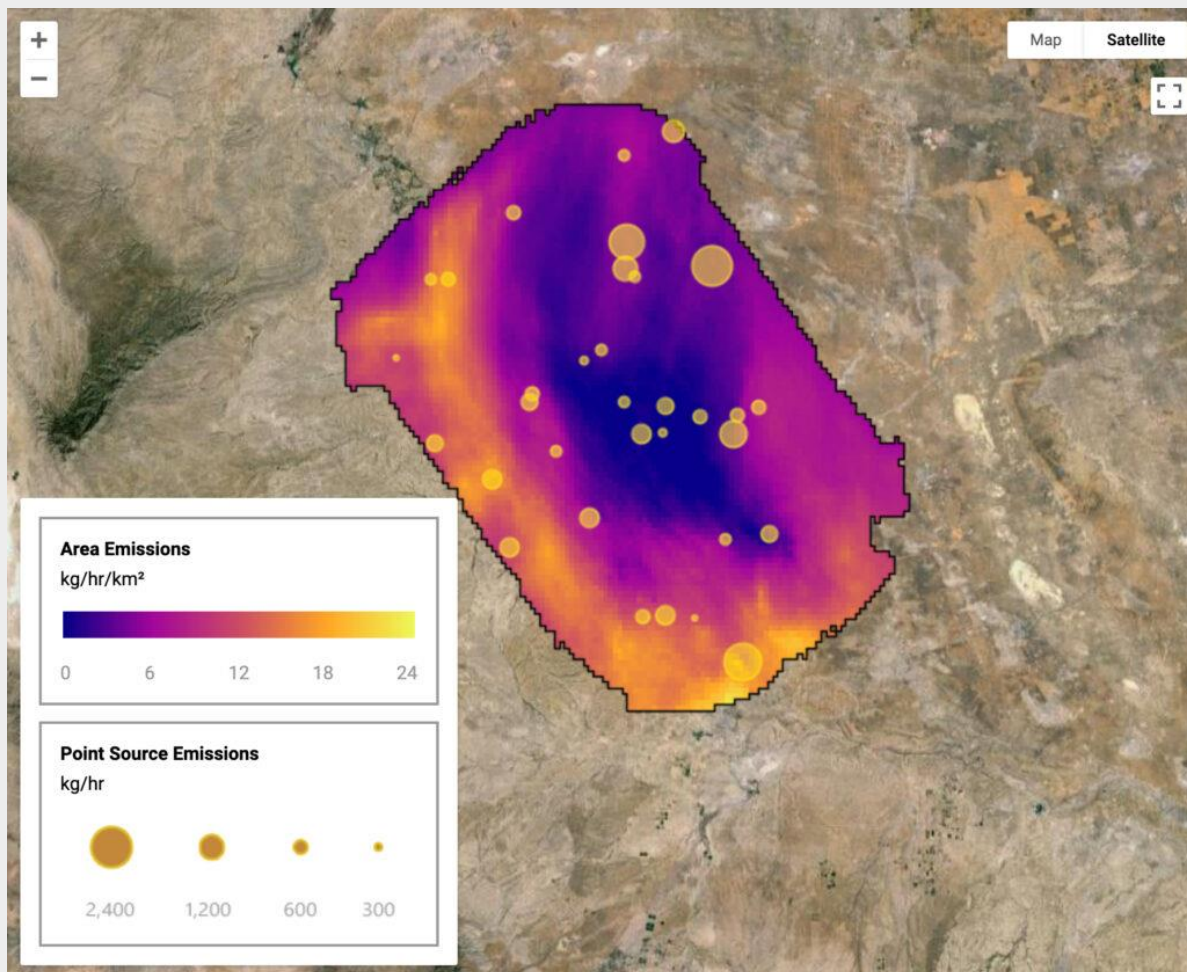 +
Map Satellite
−
Area Emissions
kg/hr/km²
0 6 12 18 24
Point Source Emissions
kg/hr
2,400 1,200 600 300